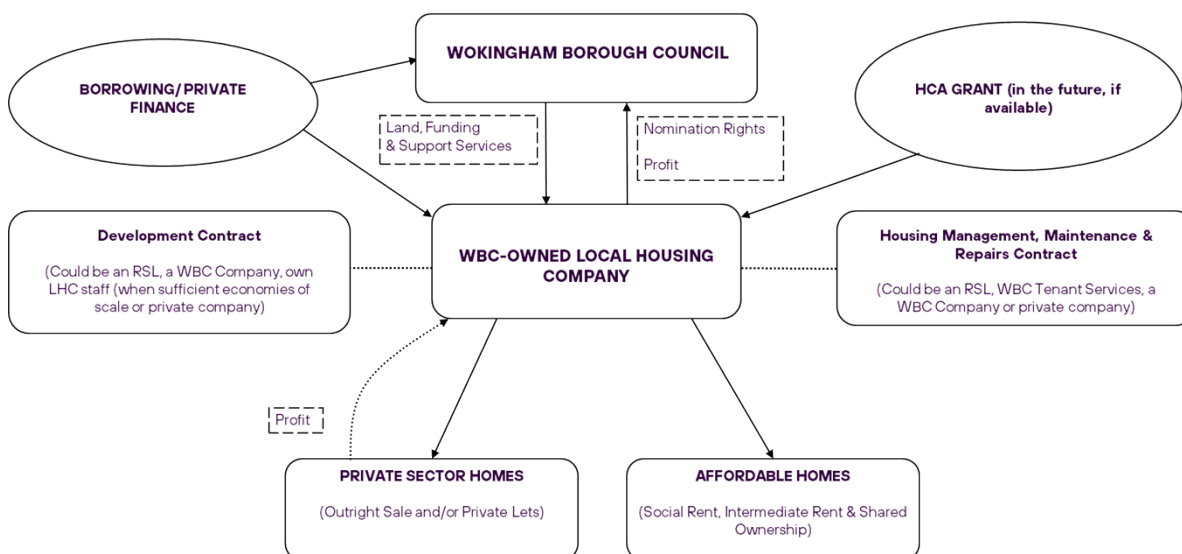 WOKINGHAM BOROUGH COUNCIL
BORROWING/ PRIVATE
FINANCE
HCA GRANT (in the future, if
available)
Land, Funding
& Support Services
Nomination Rights
Profit
Development Contract
(Could be an RSL, a WBC Company, own
LHC staff (when sufficient economies of
scale or private company)
WBC-OWNED LOCAL HOUSING
COMPANY
Housing Management, Maintenance &
Repairs Contract
(Could be an RSL, WBC Tenant Services, a
WBC Company or private company)
Profit
PRIVATE SECTOR HOMES
(Outright Sale and/or Private Lets)
AFFORDABLE HOMES
(Social Rent, Intermediate Rent & Shared
Ownership)